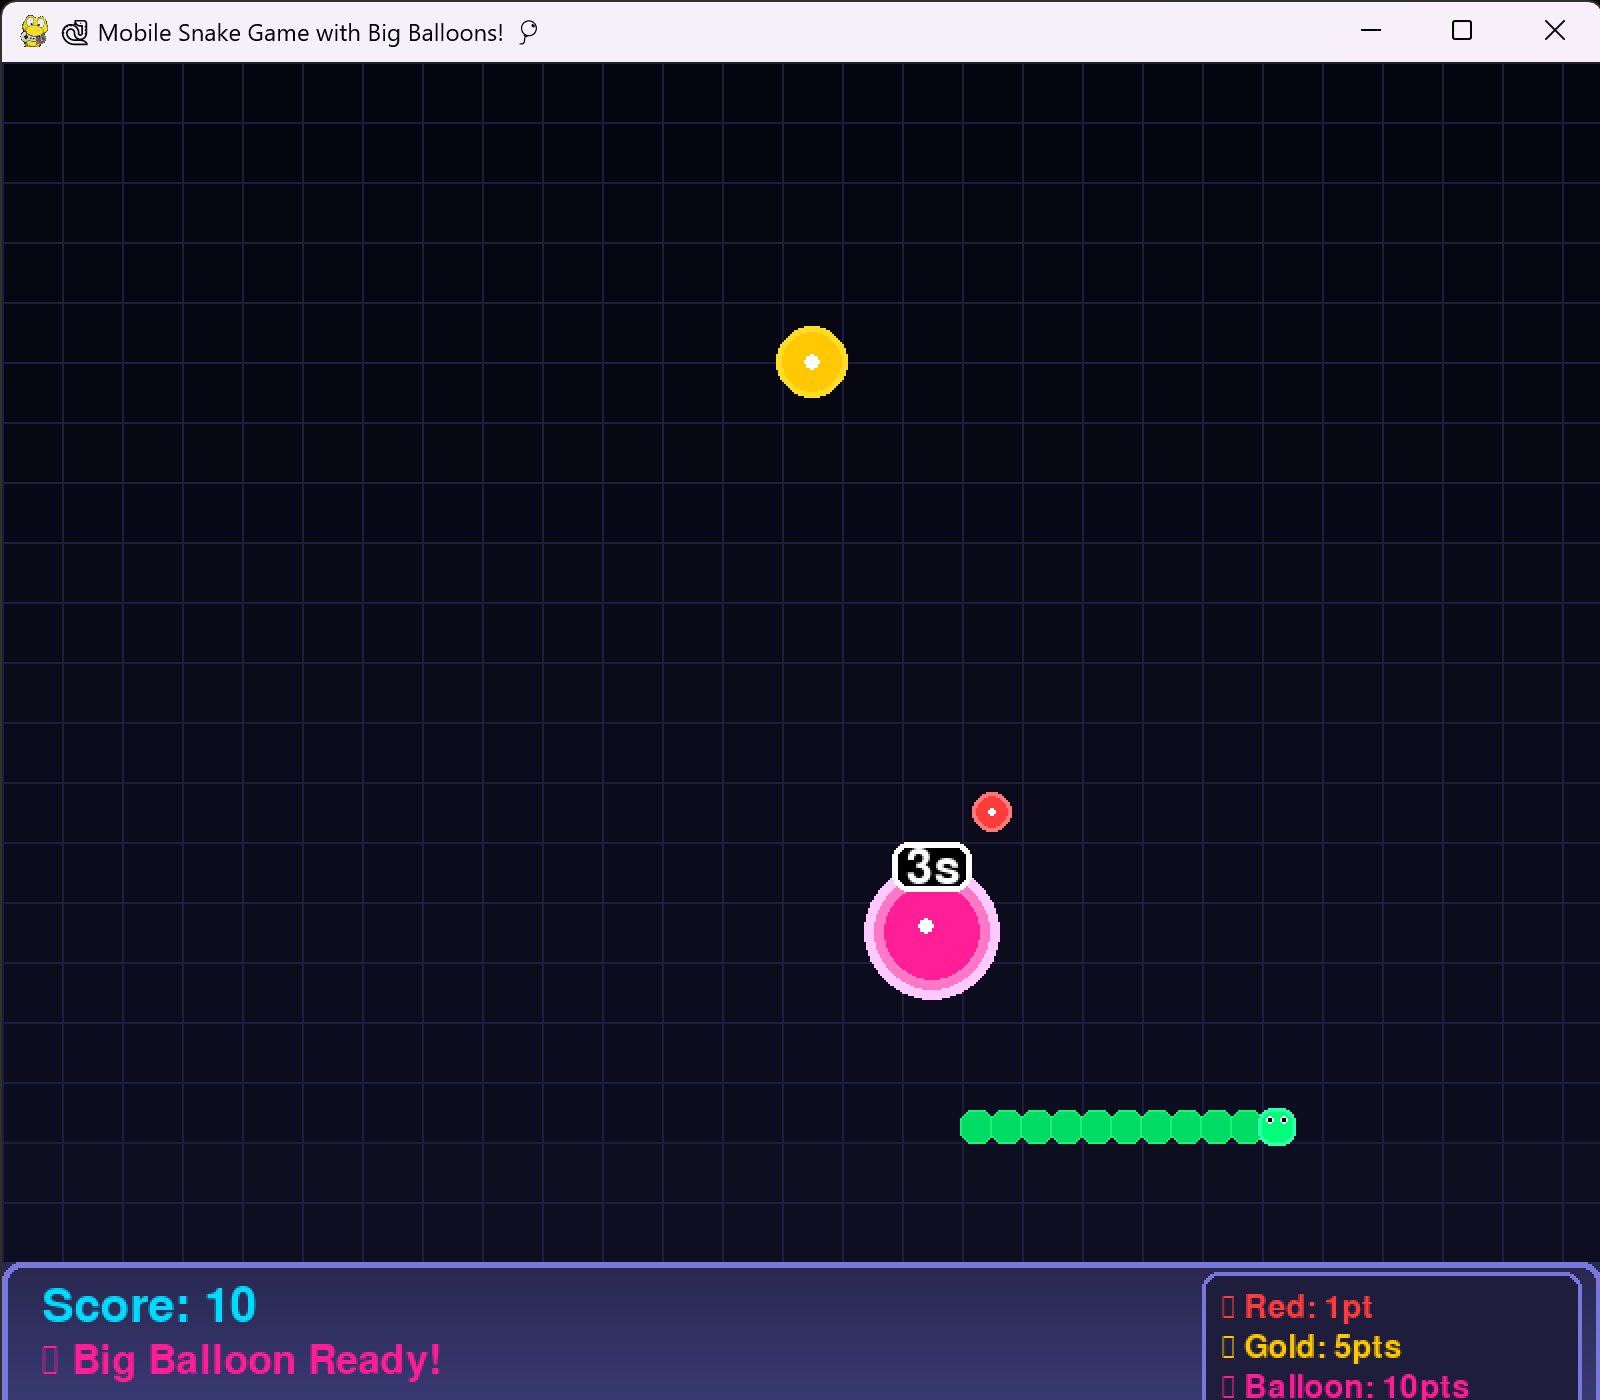 Mobile Snake Game with Big Balloons!
3s
Score: 10
Big Balloon Ready!
Red: 1pt
Gold: 5pts
Balloon: 10pts